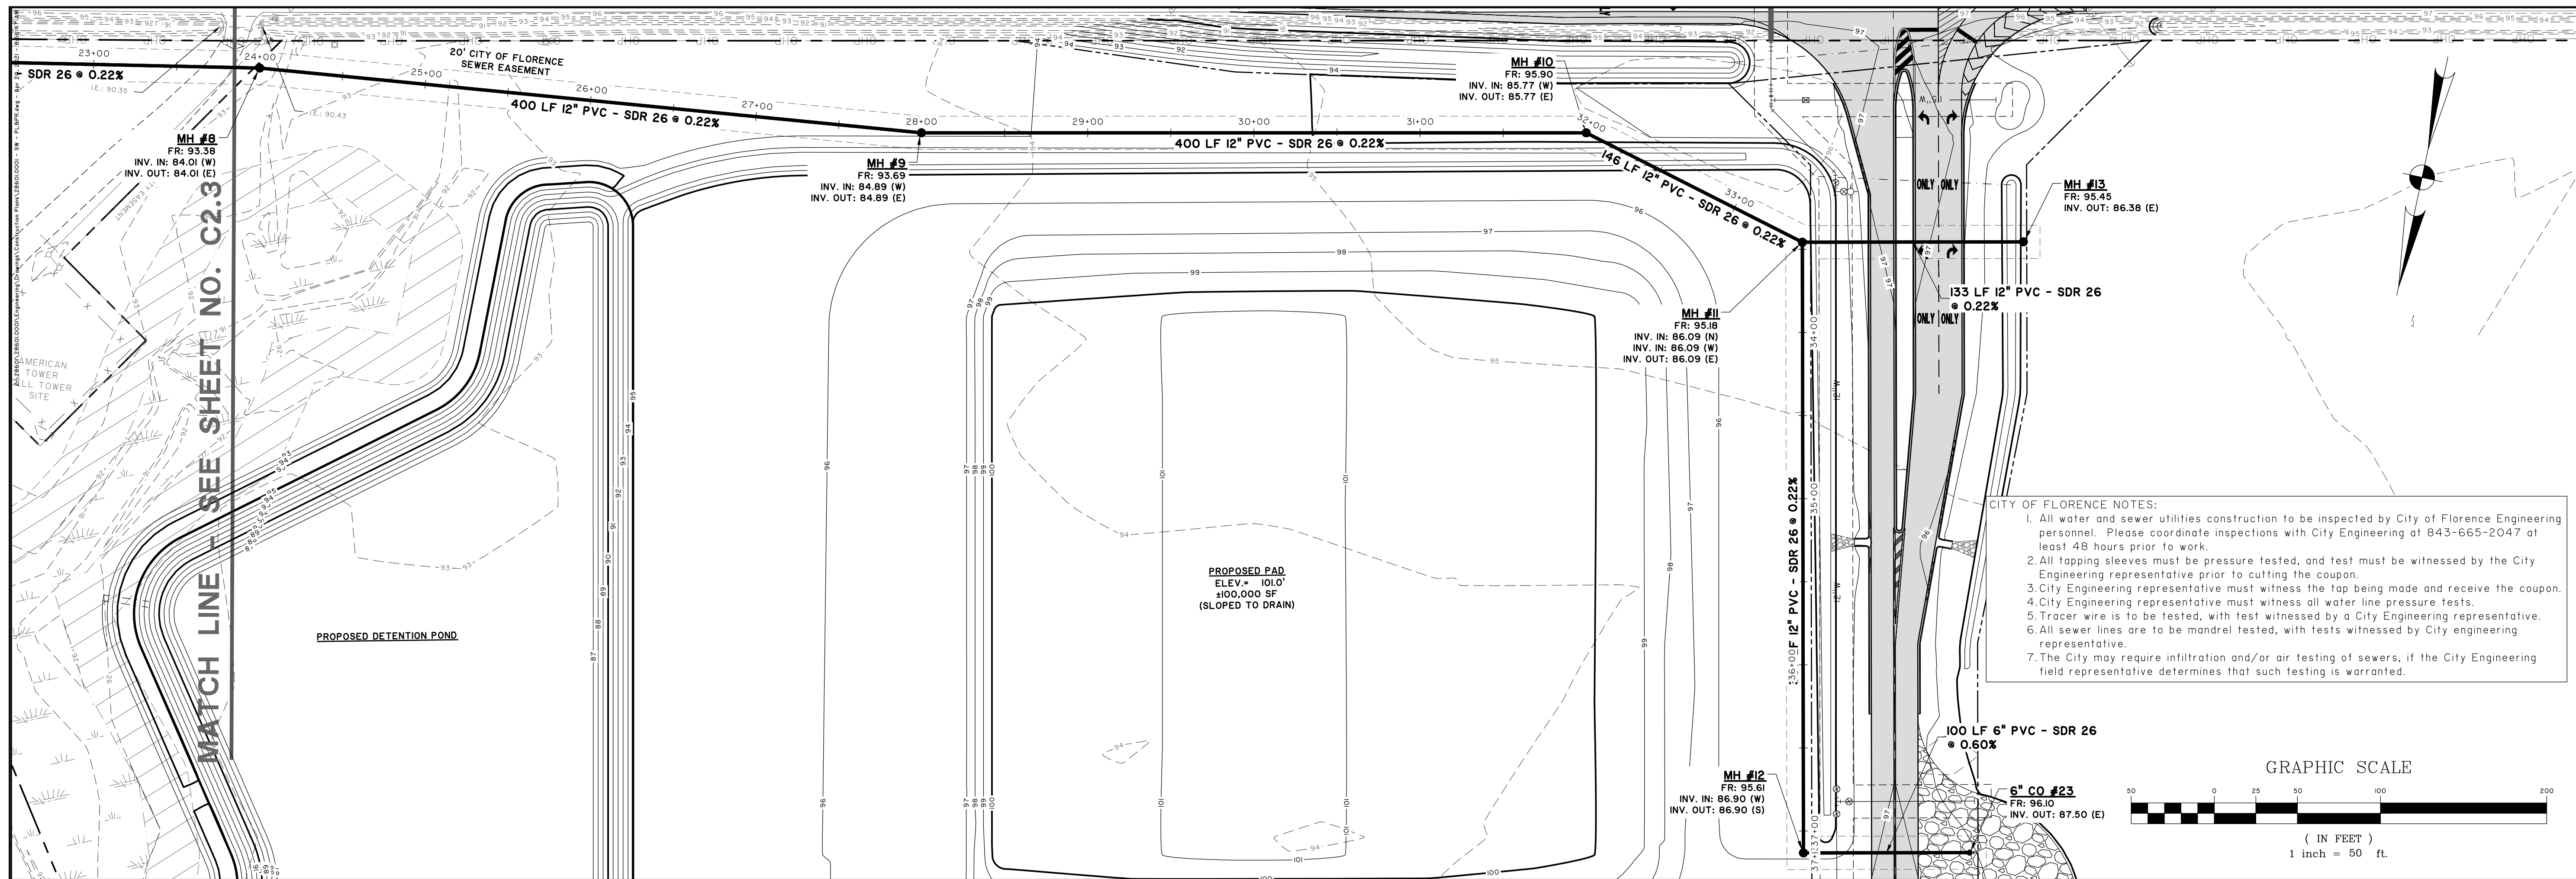 23+00
24+00
25+00
26+00
27+00
28+00
29+00
30+00
31+00
32+00
33+00
34+00
35+00
36+00
37+00
SDR 26 @ 0.22%
I.E.: 90.35
I.E.: 90.43
20' CITY OF FLORENCE
SEWER EASEMENT
400 LF 12" PVC - SDR 26 @ 0.22%
400 LF 12" PVC - SDR 26 @ 0.22%
146 LF 12" PVC - SDR 26 @ 0.22%
MH #8
FR: 93.38
INV. IN: 84.01 (W)
INV. OUT: 84.01 (E)
MH #9
FR: 93.69
INV. IN: 84.89 (W)
INV. OUT: 84.89 (E)
MH #10
FR: 95.90
INV. IN: 85.77 (W)
INV. OUT: 85.77 (E)
MH #11
FR: 95.18
INV. IN: 86.09 (N)
INV. IN: 86.09 (W)
INV. OUT: 86.09 (E)
MH #12
FR: 95.61
INV. IN: 86.90 (W)
INV. OUT: 86.90 (S)
MH #13
FR: 95.45
INV. OUT: 86.38 (E)
133 LF 12" PVC - SDR 26
@ 0.22%
F 12" PVC - SDR 26 @ 0.22%
100 LF 6" PVC - SDR 26
@ 0.60%
6" CO #23
FR: 96.10
INV. OUT: 87.50 (E)
ONLY ONLY
ONLY ONLY
12"W
12"W
MATCH LINE - SEE SHEET NO. C2.3
AMERICAN
TOWER
LL TOWER
SITE
EASEMENT
PROPOSED DETENTION POND
PROPOSED PAD
ELEV.= 101.0'
±100,000 SF
(SLOPED TO DRAIN)
CITY OF FLORENCE NOTES:
1. All water and sewer utilities construction to be inspected by City of Florence Engineering
personnel. Please coordinate inspections with City Engineering at 843-665-2047 at
least 48 hours prior to work.
2. All tapping sleeves must be pressure tested, and test must be witnessed by the City
Engineering representative prior to cutting the coupon.
3. City Engineering representative must witness the tap being made and receive the coupon.
4. City Engineering representative must witness all water line pressure tests.
5. Tracer wire is to be tested, with test witnessed by a City Engineering representative.
6. All sewer lines are to be mandrel tested, with tests witnessed by City engineering
representative.
7. The City may require infiltration and/or air testing of sewers, if the City Engineering
field representative determines that such testing is warranted.
GRAPHIC SCALE
50 0 25 50 100 200
( IN FEET )
1 inch = 50 ft.